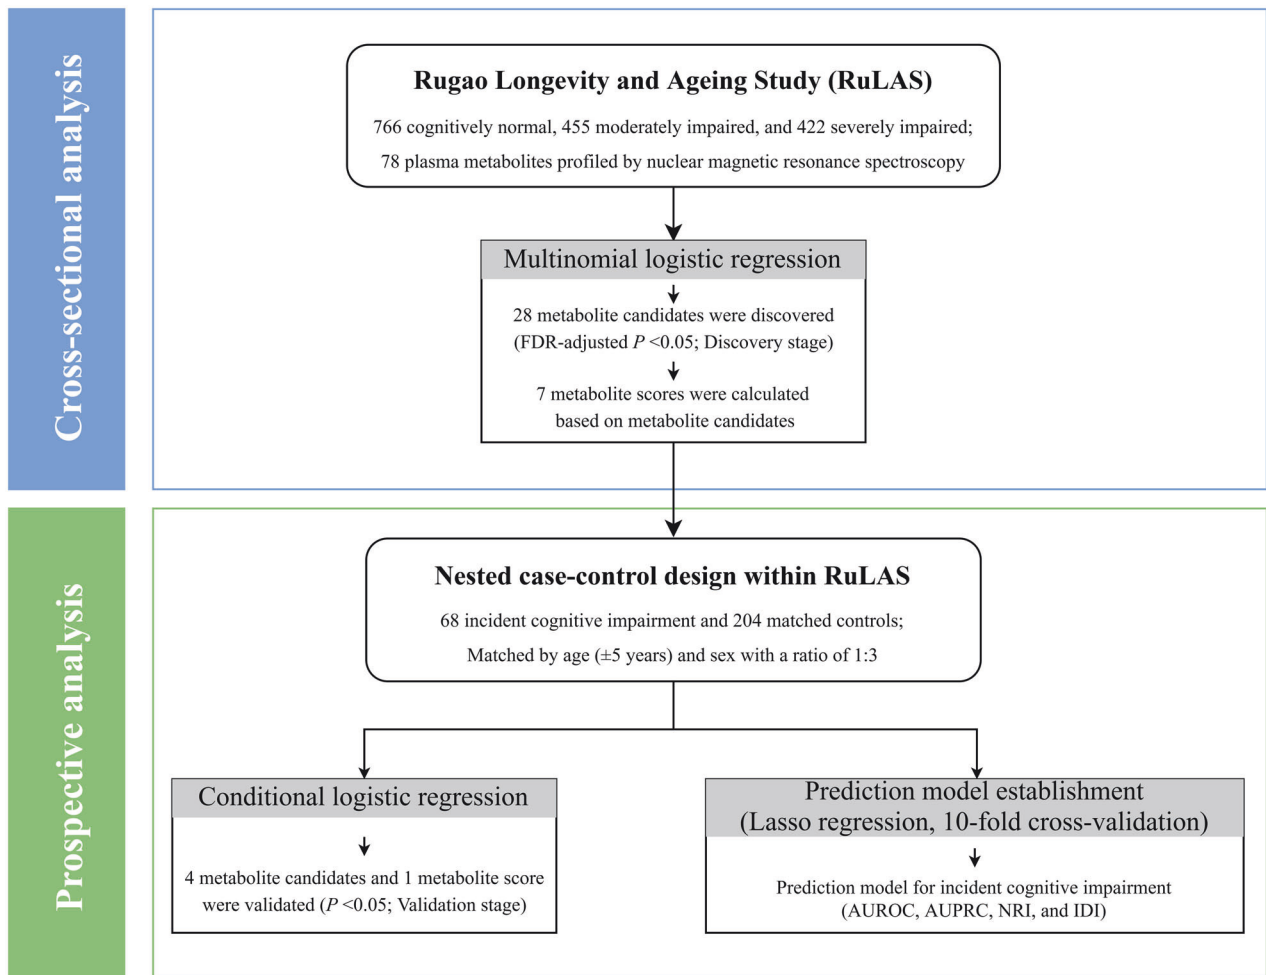 Cross-sectional analysis
Rugao Longevity and Ageing Study (RuLAS)
766 cognitively normal, 455 moderately impaired, and 422 severely impaired;
78 plasma metabolites profiled by nuclear magnetic resonance spectroscopy
Multinomial logistic regression
28 metabolite candidates were discovered
(FDR-adjusted P <0.05; Discovery stage)
7 metabolite scores were calculated
based on metabolite candidates
Prospective analysis
Nested case-control design within RuLAS
68 incident cognitive impairment and 204 matched controls;
Matched by age (±5 years) and sex with a ratio of 1:3
Conditional logistic regression
4 metabolite candidates and 1 metabolite score
were validated (P <0.05; Validation stage)
Prediction model establishment
(Lasso regression, 10-fold cross-validation)
Prediction model for incident cognitive impairment
(AUROC, AUPRC, NRI, and IDI)